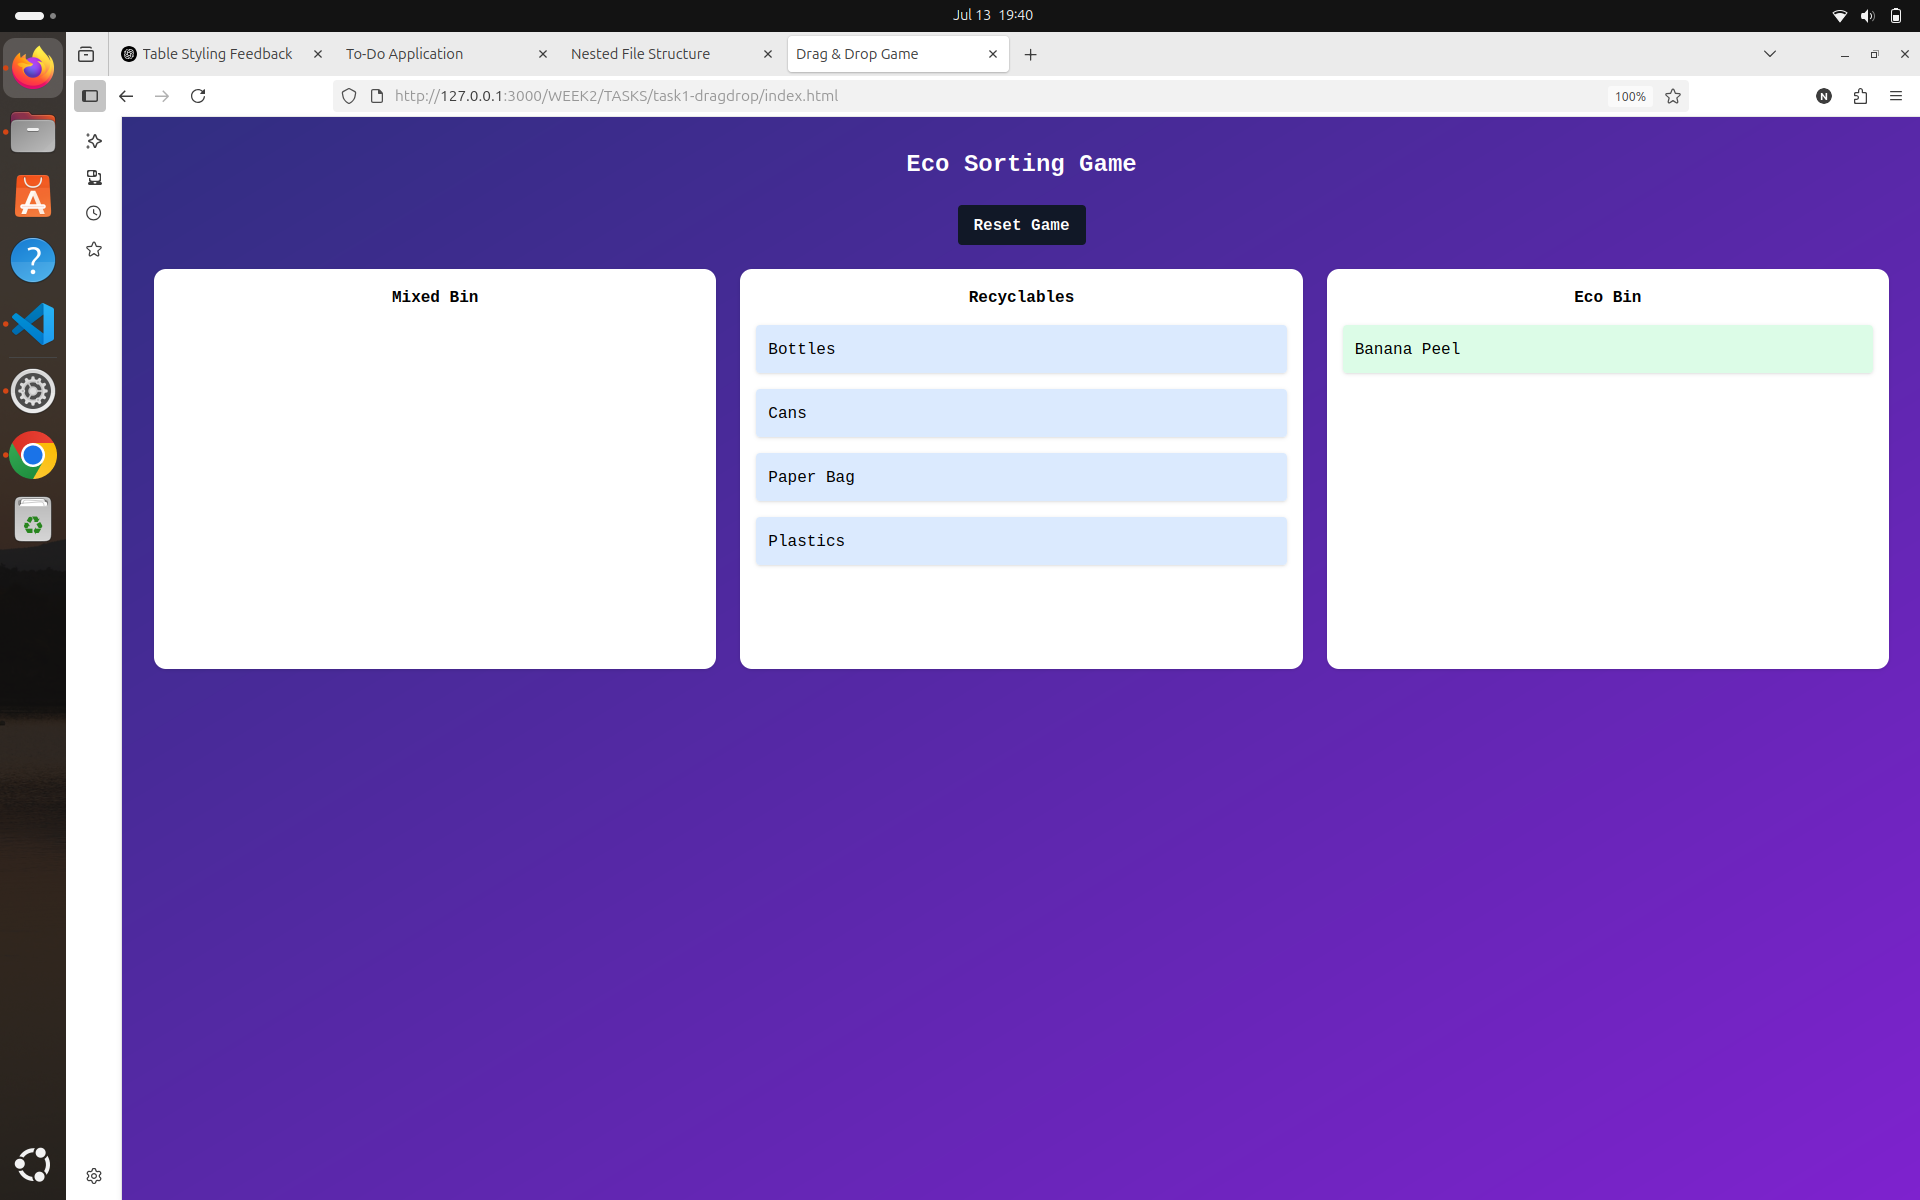 Jul 13 19:40
Table Styling Feedback
To-Do Application
Nested File Structure
Drag & Drop Game
http://127.0.0.1:3000/WEEK2/TASKS/task1-dragdrop/index.html
100%
N
Eco Sorting Game
Reset Game
Mixed Bin
Recyclables
Bottles
Cans
Paper Bag
Plastics
Eco Bin
Banana Peel